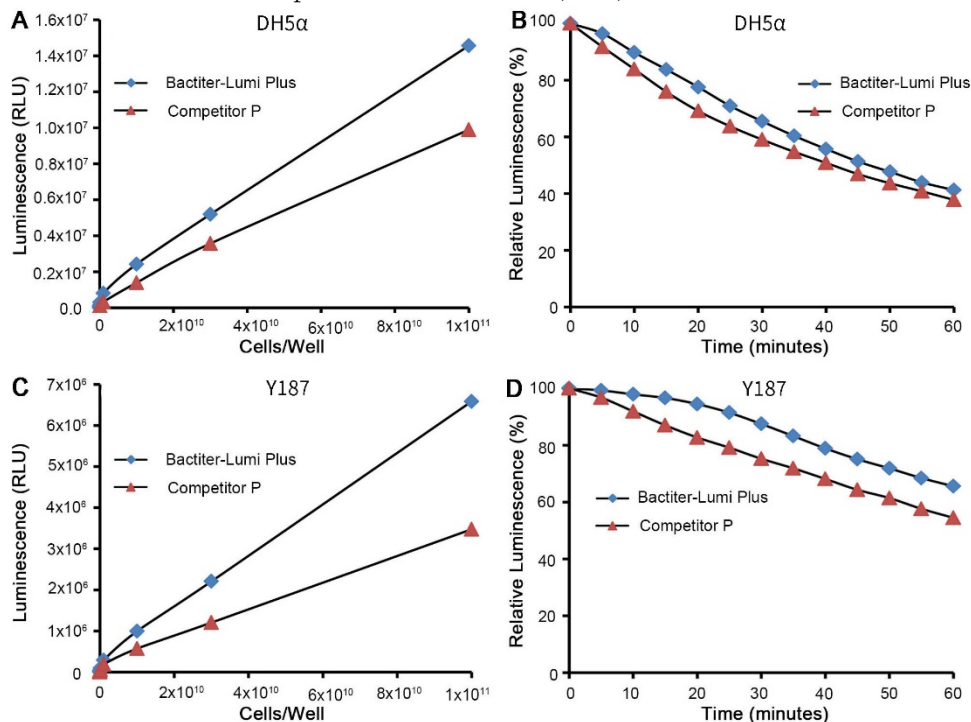 A
DH5α
Luminescence (RLU)
1.6x10⁷
1.4x10⁷
1.2x10⁷
1.0x10⁷
0.8x10⁷
0.6x10⁷
0.4x10⁷
0.2x10⁷
0.0
Bactiter-Lumi Plus
Competitor P
0
2x10¹⁰
4x10¹⁰
6x10¹⁰
8x10¹⁰
1x10¹¹
Cells/Well
B
DH5α
Relative Luminescence (%)
100
80
60
40
20
0
Bactiter-Lumi Plus
Competitor P
0
10
20
30
40
50
60
Time (minutes)
C
Y187
Luminescence (RLU)
7x10⁶
6x10⁶
5x10⁶
4x10⁶
3x10⁶
2x10⁶
1x10⁶
0
Bactiter-Lumi Plus
Competitor P
0
2x10¹⁰
4x10¹⁰
6x10¹⁰
8x10¹⁰
1x10¹¹
Cells/Well
D
Y187
Relative Luminescence (%)
100
80
60
40
20
0
Bactiter-Lumi Plus
Competitor P
0
10
20
30
40
50
60
Time (minutes)